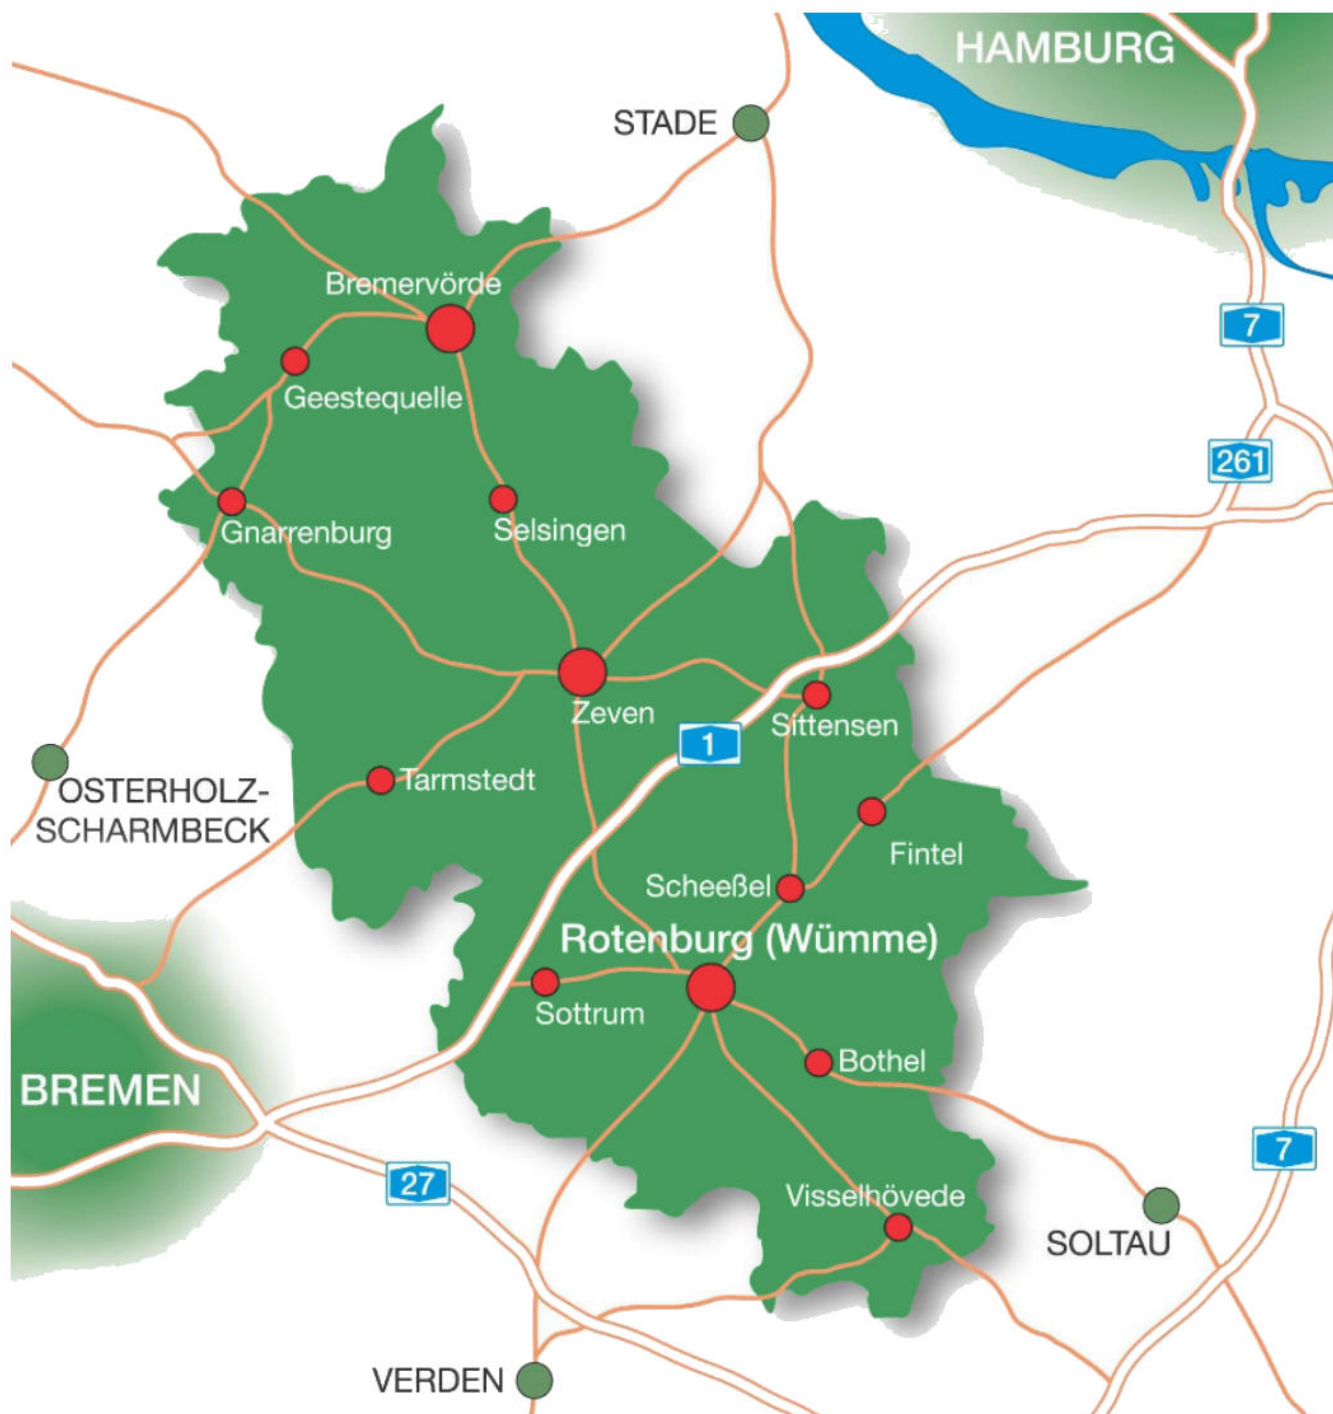 HAMBURG
STADE
Bremervörde
7
Geestequelle
261
Gnarrenburg
Selsingen
Zeven
Sittensen
1
Tarmstedt
OSTERHOLZ-
SCHARMBECK
Fintel
Scheeßel
Rotenburg (Wümme)
Sottrum
Bothel
BREMEN
7
27
Visselhövede
SOLTAU
VERDEN